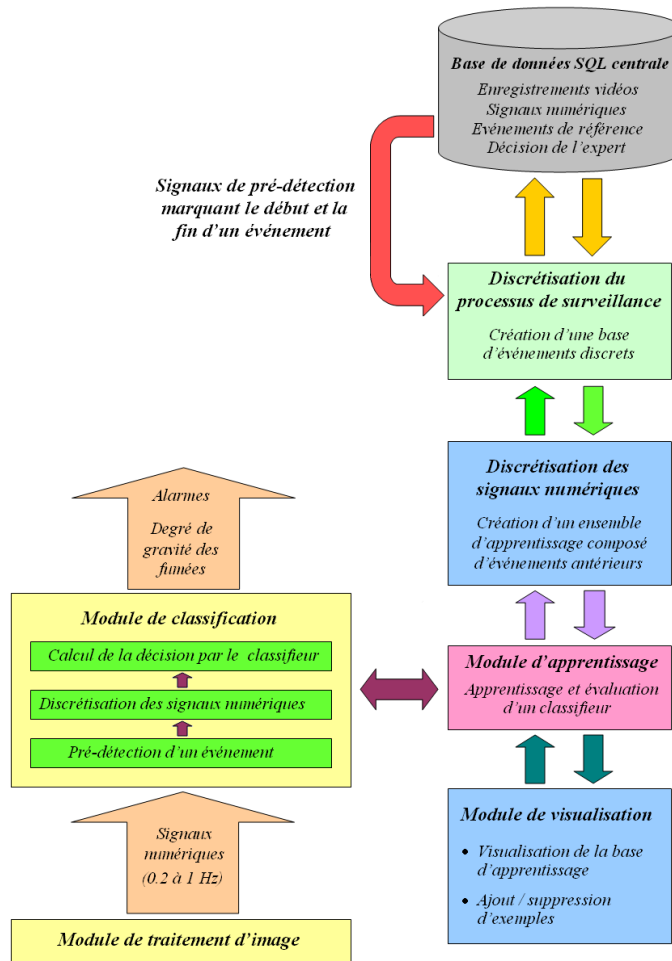 Base de données SQL centrale
Enregistrements vidéos
Signaux numériques
Evénements de référence
Décision de l'expert
Signaux de pré-détection
marquant le début et la
fin d'un événement
Discrétisation du
processus de surveillance
Création d'une base
d'événements discrets
Discrétisation des
signaux numériques
Création d'un ensemble
d'apprentissage composé
d'événements antérieurs
Alarmes
Degré de
gravité des
fumées
Module de classification
Calcul de la décision par le classifieur
Discrétisation des signaux numériques
Pré-détection d'un événement
Module d'apprentissage
Apprentissage et évaluation
d'un classifieur
Signaux
numériques
(0.2 à 1 Hz)
Module de traitement d'image
Module de visualisation
• Visualisation de la base
d'apprentissage
• Ajout / suppression
d'exemples